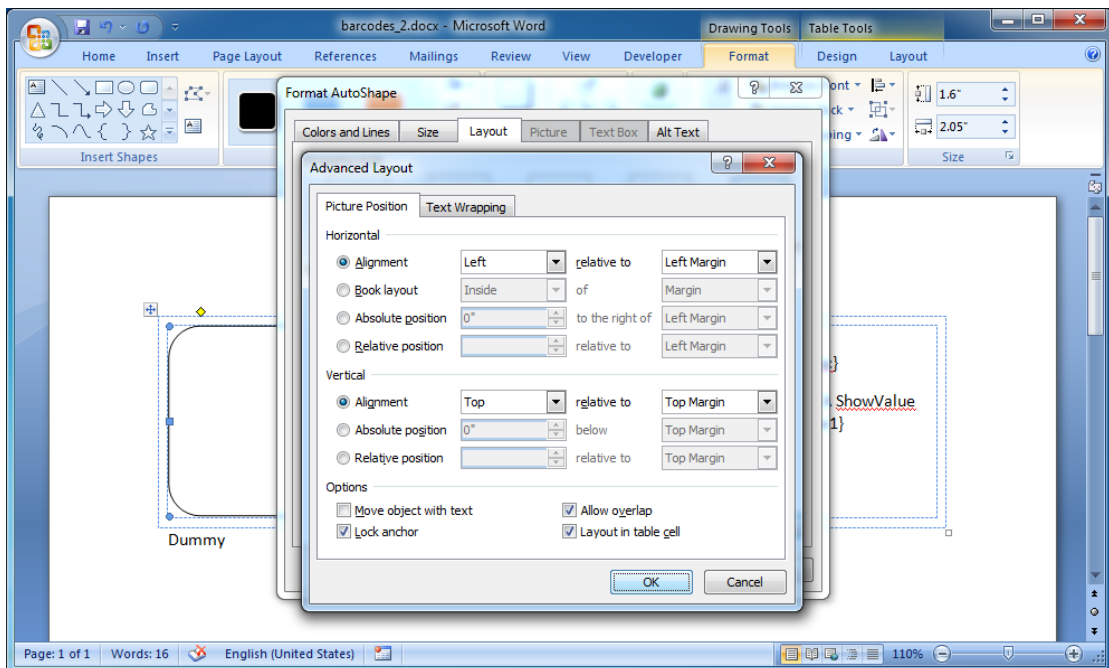 barcodes_2.docx - Microsoft Word
Drawing Tools
Table Tools
Home Insert Page Layout References Mailings Review View Developer Format Design Layout
Insert Shapes
1.6"
2.05"
Size
Format AutoShape
Colors and Lines Size Layout Picture Text Box Alt Text
Advanced Layout
Picture Position Text Wrapping
Horizontal
Alignment Left relative to Left Margin
Book layout Inside of Margin
Absolute position 0" to the right of Left Margin
Relative position relative to Left Margin
Vertical
Alignment Top relative to Top Margin
Absolute position 0" below Top Margin
Relative position relative to Top Margin
Options
Move object with text Allow overlap
Lock anchor Layout in table cell
OK Cancel
ShowValue
1}
Dummy
Page: 1 of 1 Words: 16 English (United States) 110%